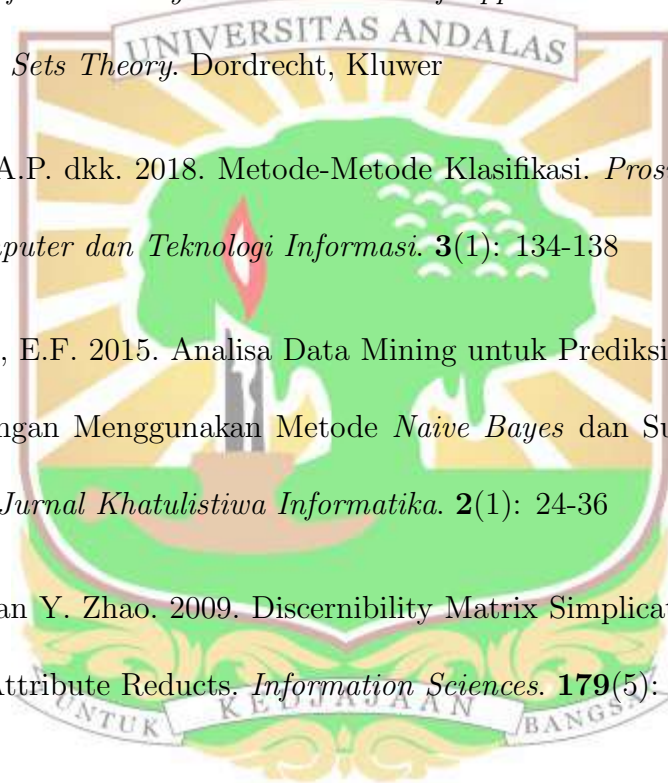 UNIVERSITAS ANDALAS
Sets Theory. Dordrecht, Kluwer
A.P. dkk. 2018. Metode-Metode Klasifikasi. Pros
puter dan Teknologi Informasi. 3(1): 134-138
, E.F. 2015. Analisa Data Mining untuk Prediksi
ngan Menggunakan Metode Naive Bayes dan Su
Jurnal Khatulistiwa Informatika. 2(1): 24-36
an Y. Zhao. 2009. Discernibility Matrix Simplicat
Attribute Reducts. Information Sciences. 179(5):
UNTUK KEDJAJAAN BANGSA